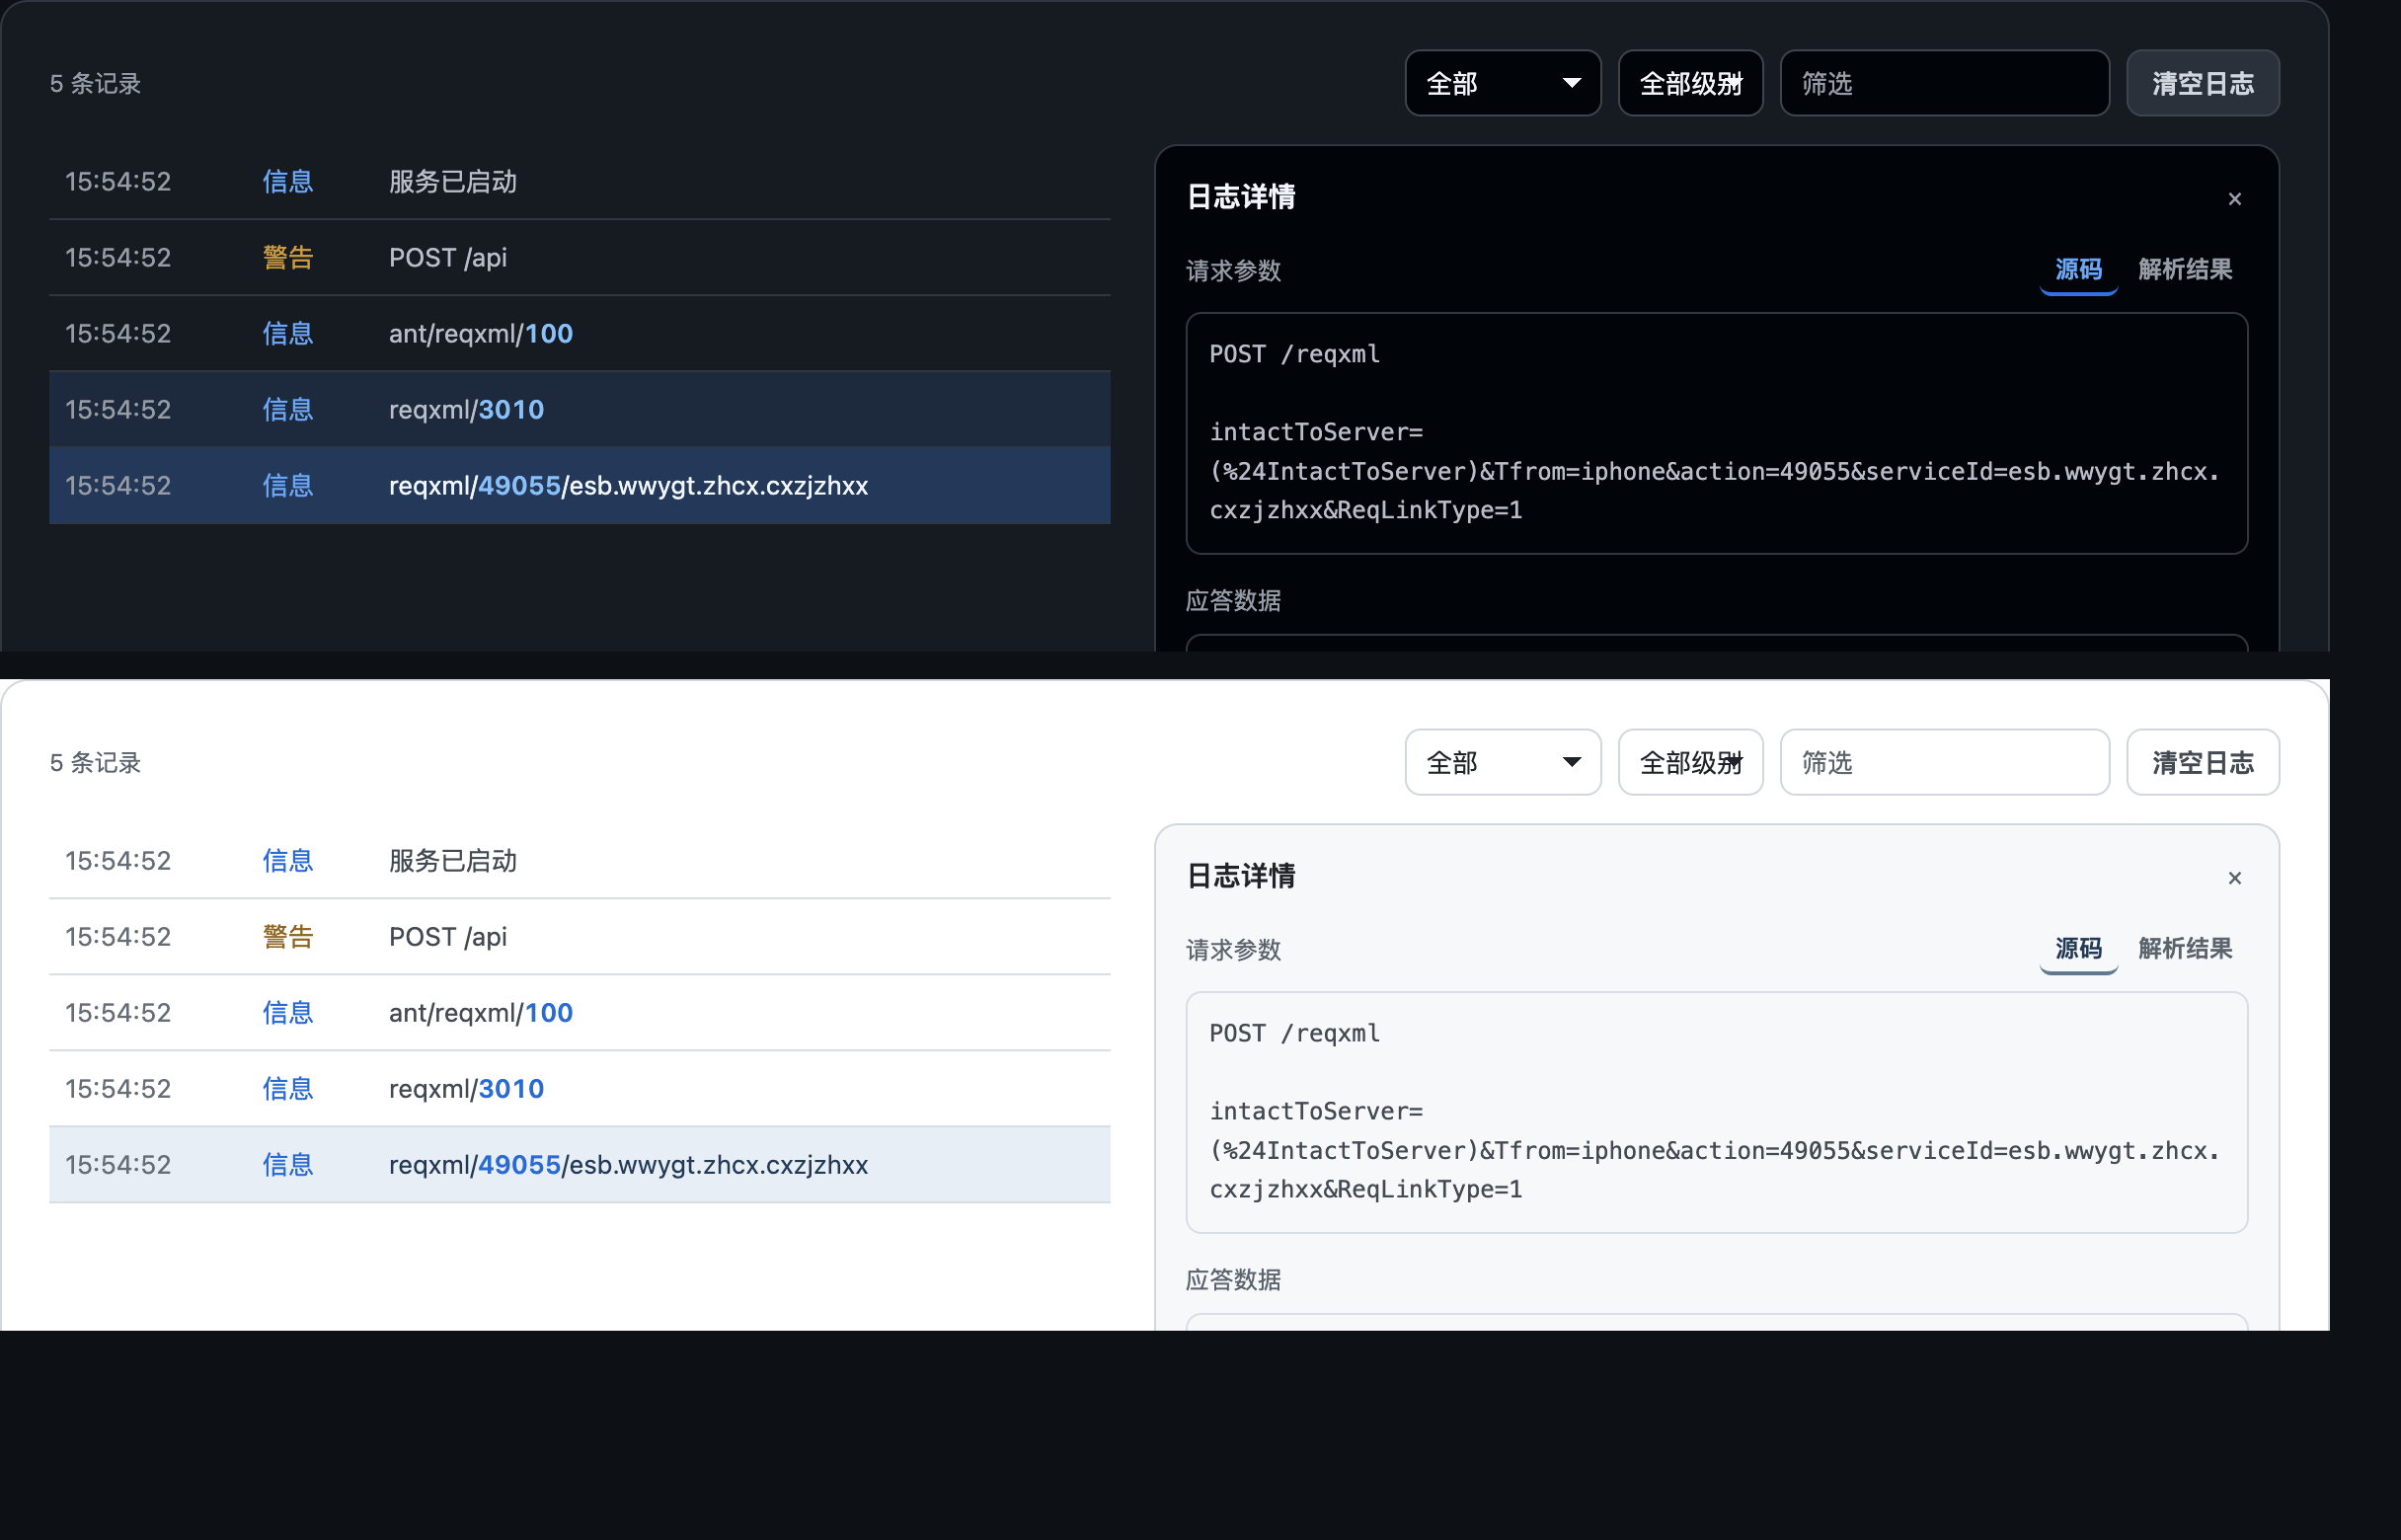 5 条记录
全部
全部级别
筛选
清空日志
15:54:52 信息 服务已启动
15:54:52 警告 POST /api
15:54:52 信息 ant/reqxml/100
15:54:52 信息 reqxml/3010
15:54:52 信息 reqxml/49055/esb.wwygt.zhcx.cxzjzhxx
日志详情 ×
请求参数 源码 解析结果
POST /reqxml
intactToServer=
(%24IntactToServer)&Tfrom=iphone&action=49055&serviceId=esb.wwygt.zhcx.
cxzjzhxx&ReqLinkType=1
应答数据
5 条记录
全部
全部级别
筛选
清空日志
15:54:52 信息 服务已启动
15:54:52 警告 POST /api
15:54:52 信息 ant/reqxml/100
15:54:52 信息 reqxml/3010
15:54:52 信息 reqxml/49055/esb.wwygt.zhcx.cxzjzhxx
日志详情 ×
请求参数 源码 解析结果
POST /reqxml
intactToServer=
(%24IntactToServer)&Tfrom=iphone&action=49055&serviceId=esb.wwygt.zhcx.
cxzjzhxx&ReqLinkType=1
应答数据